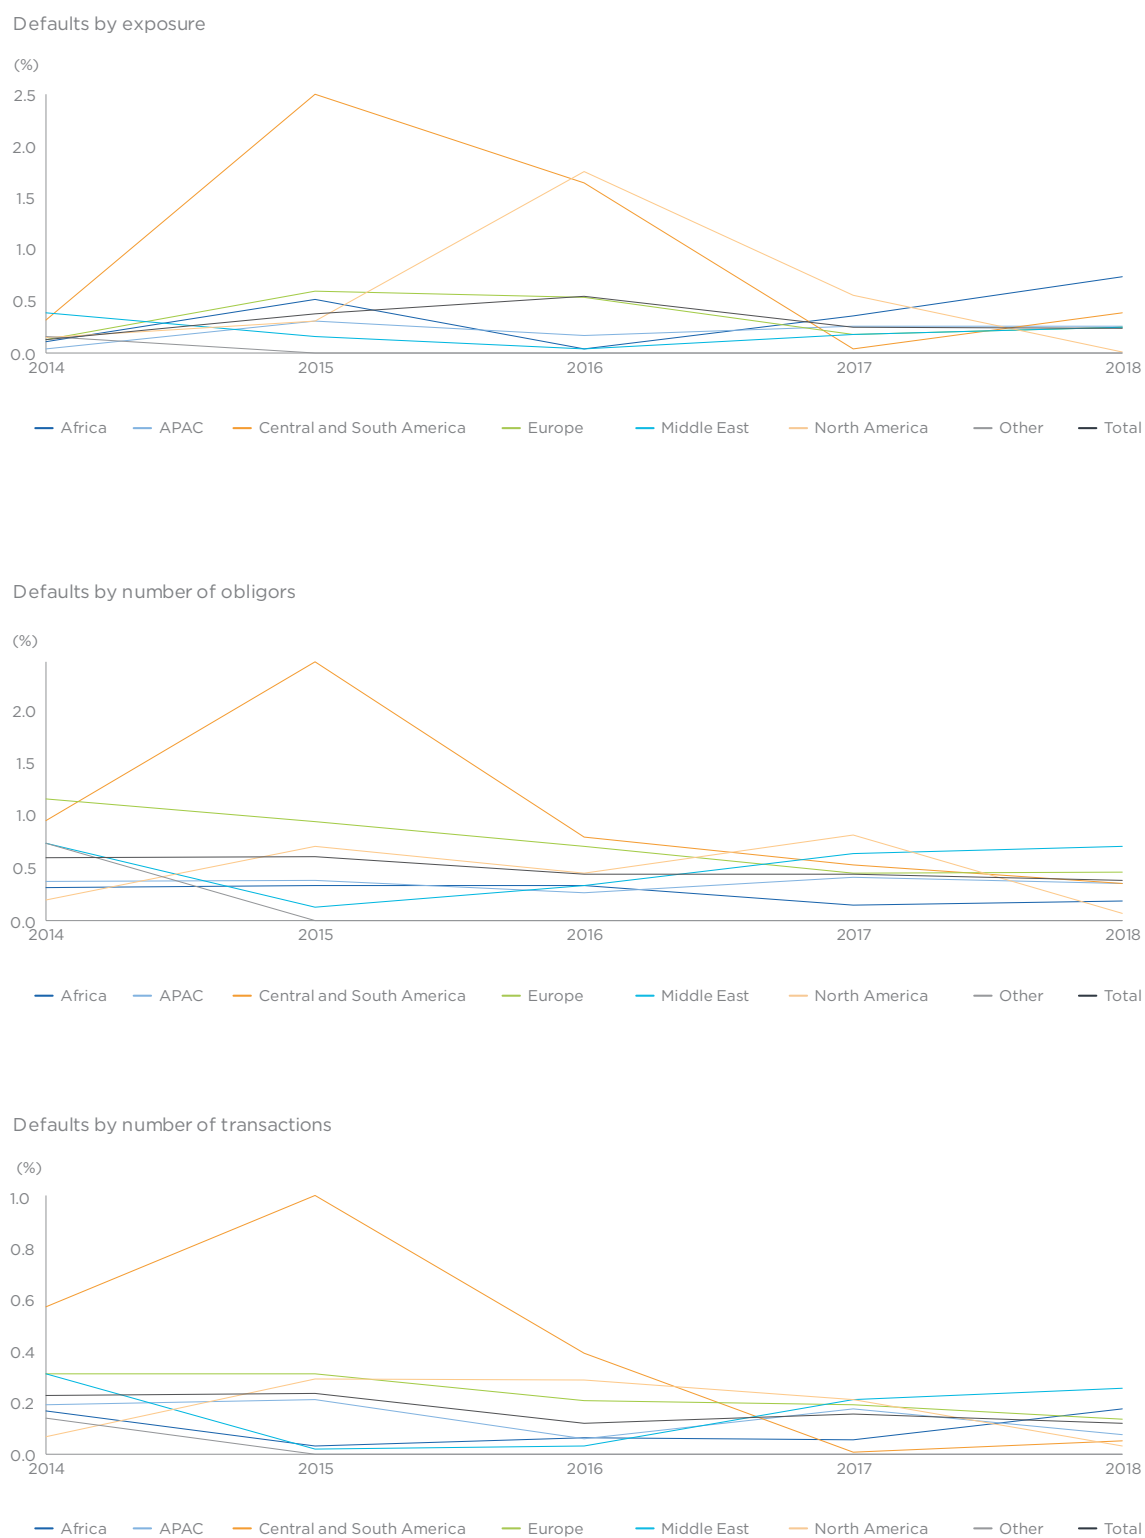 Defaults by exposure
(%)
2.5
2.0
1.5
1.0
0.5
0.0
2014 2015 2016 2017 2018
Africa APAC Central and South America Europe Middle East North America Other Total
Defaults by number of obligors
(%)
2.0
1.5
1.0
0.5
0.0
2014 2015 2016 2017 2018
Africa APAC Central and South America Europe Middle East North America Other Total
Defaults by number of transactions
(%)
1.0
0.8
0.6
0.4
0.2
0.0
2014 2015 2016 2017 2018
Africa APAC Central and South America Europe Middle East North America Other Total